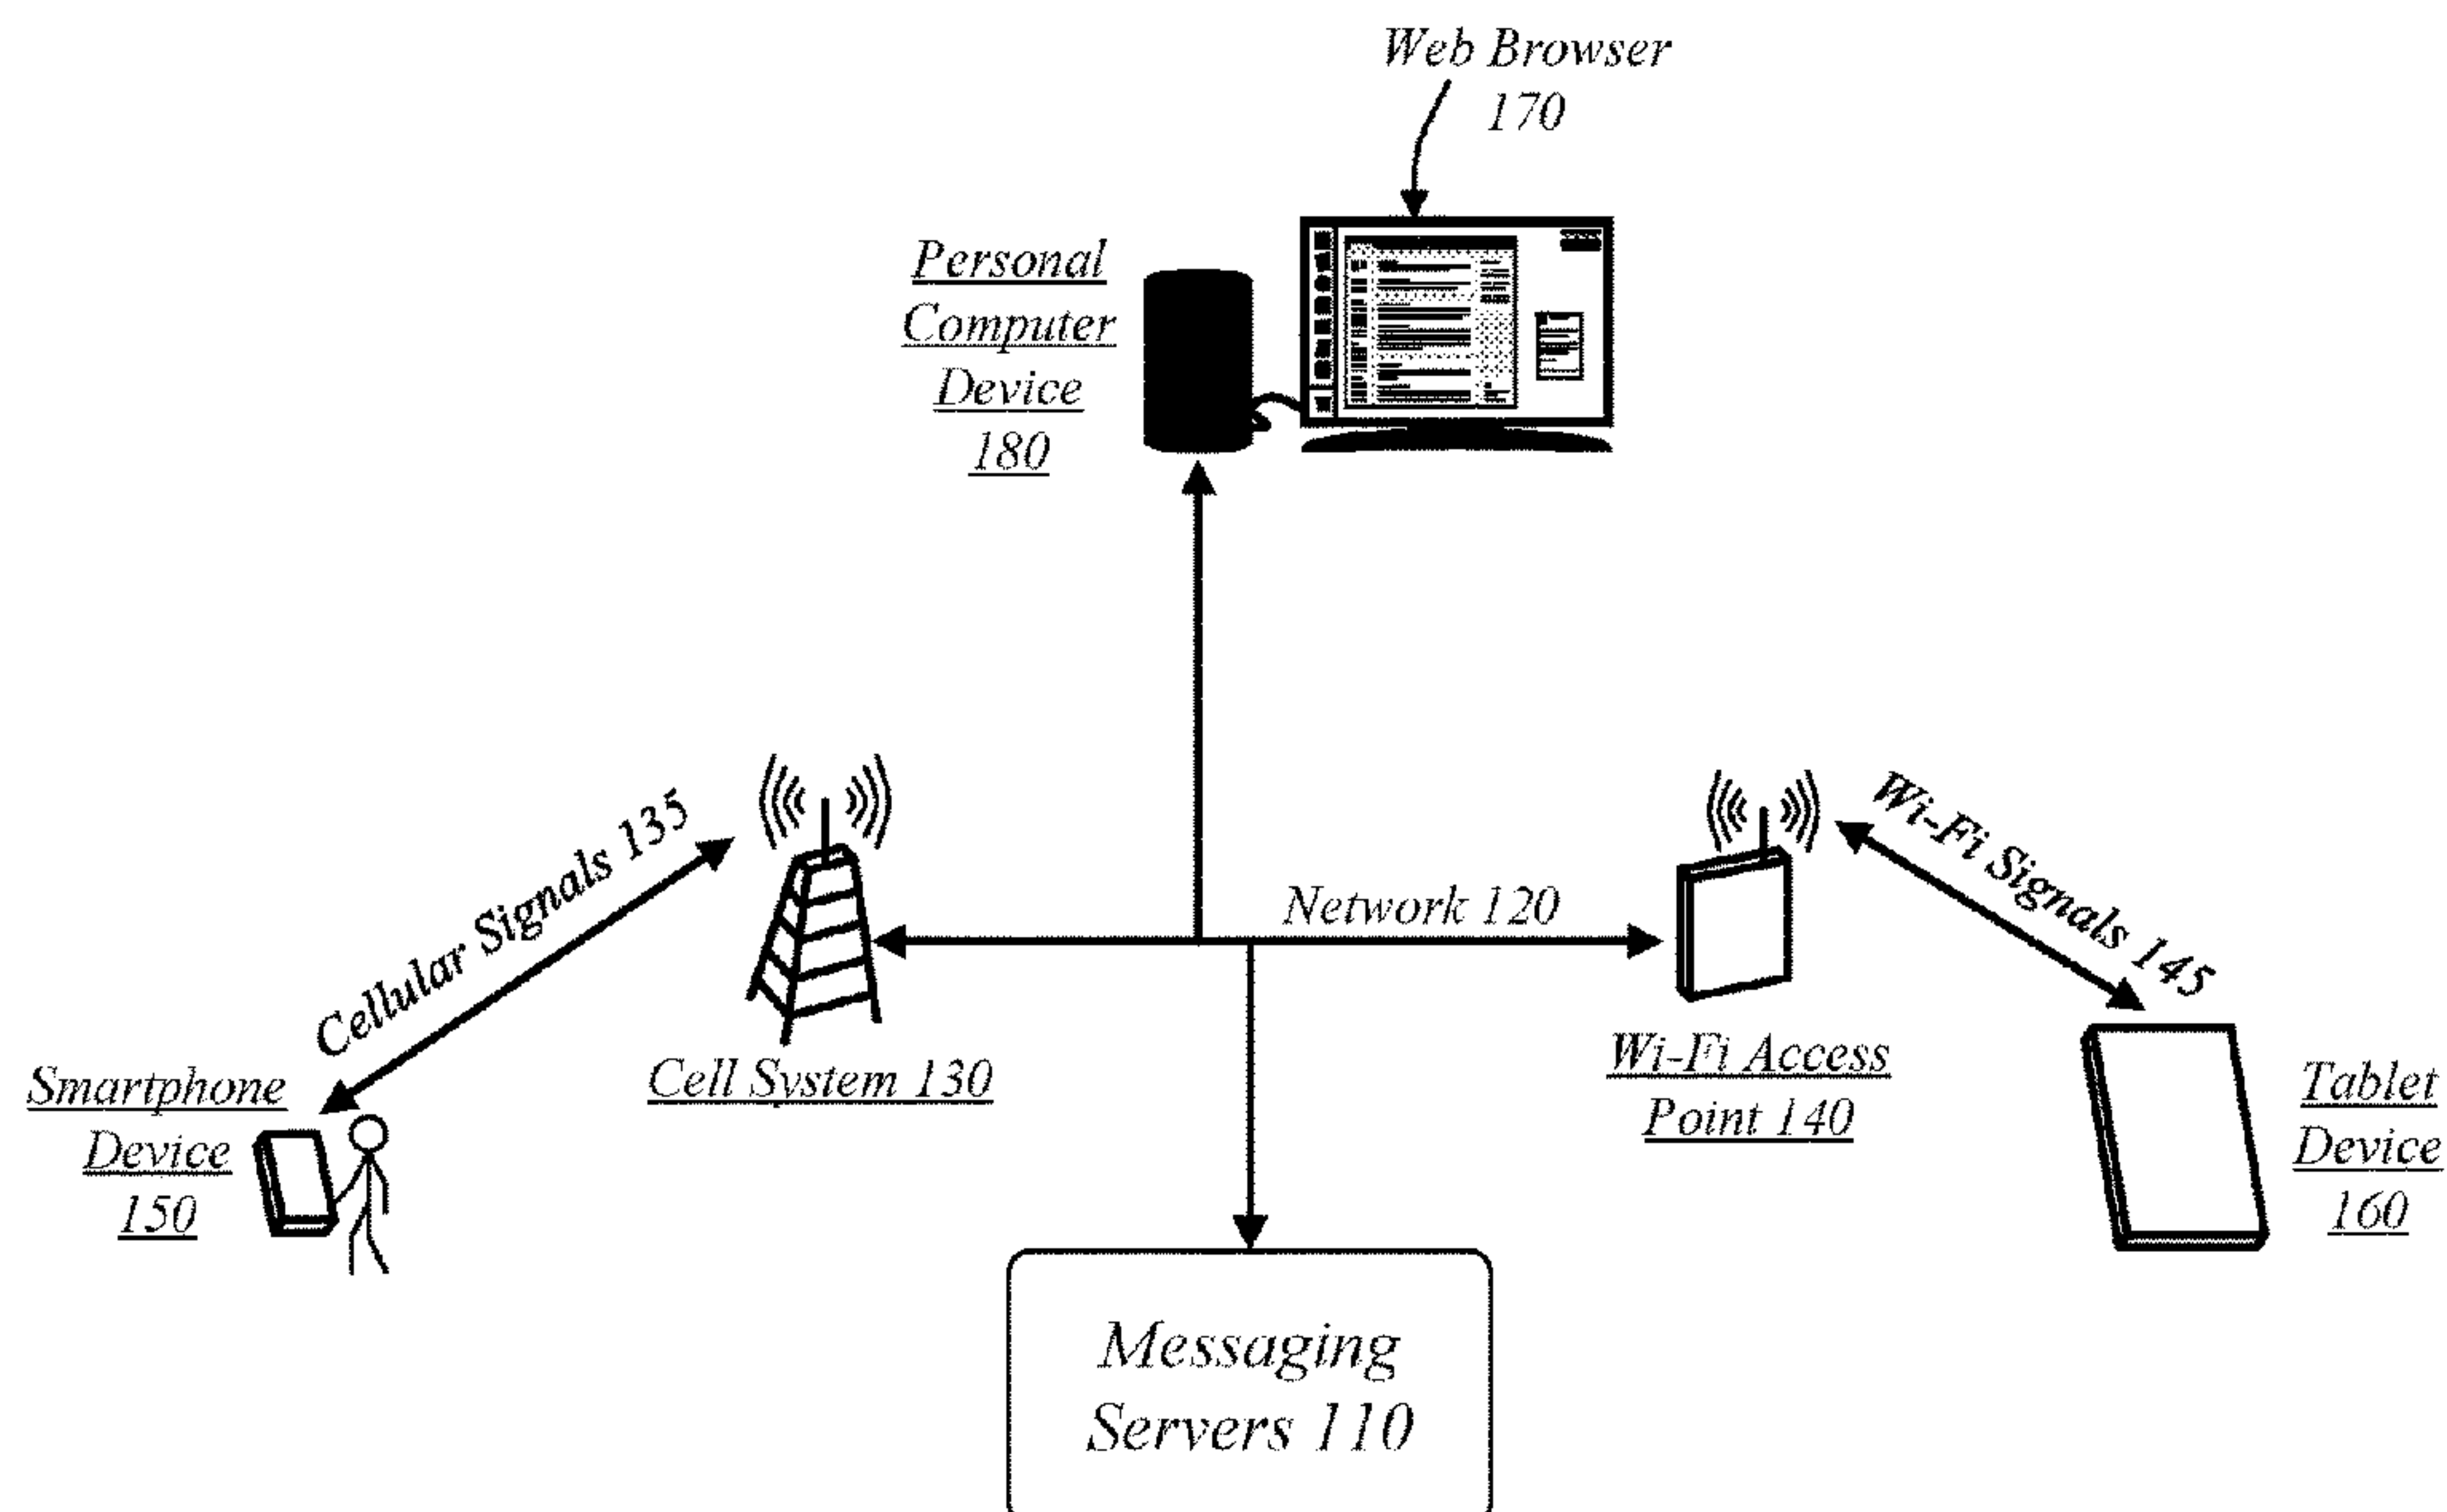 Web Browser
170
Personal
Computer
Device
180
Cellular Signals 135
Network 120
Wi-Fi Signals 145
Smartphone
Device
150
Cell System 130
Wi-Fi Access
Point 140
Tablet
Device
160
Messaging
Servers 110